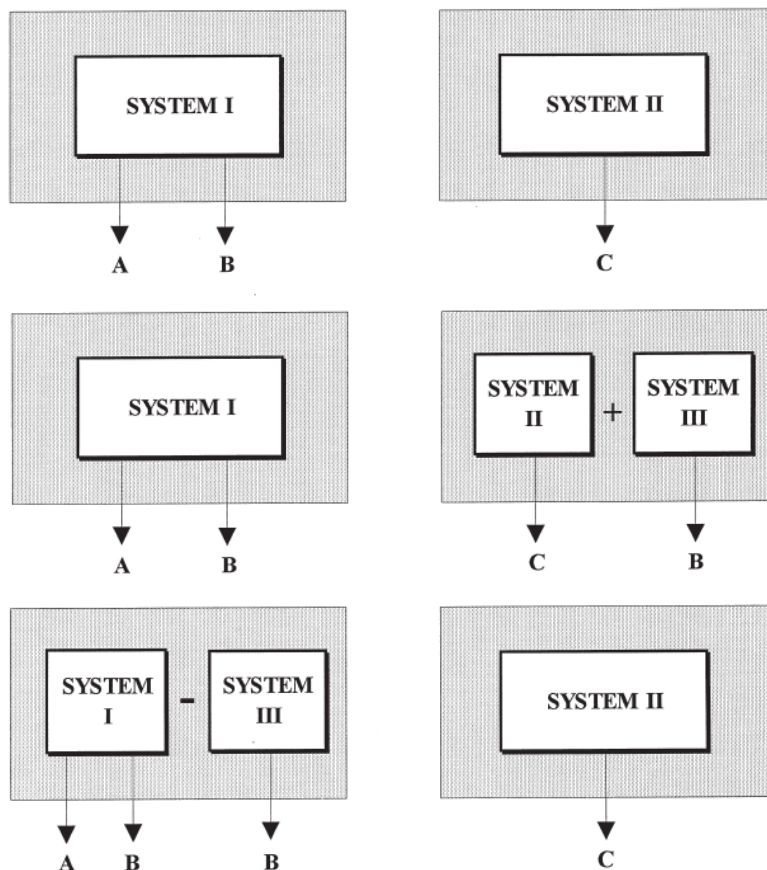 SYSTEM I
SYSTEM II
A B
C
SYSTEM I
SYSTEM
II
+
SYSTEM
III
A B
C B
SYSTEM
I
-
SYSTEM
III
SYSTEM II
A B B
C